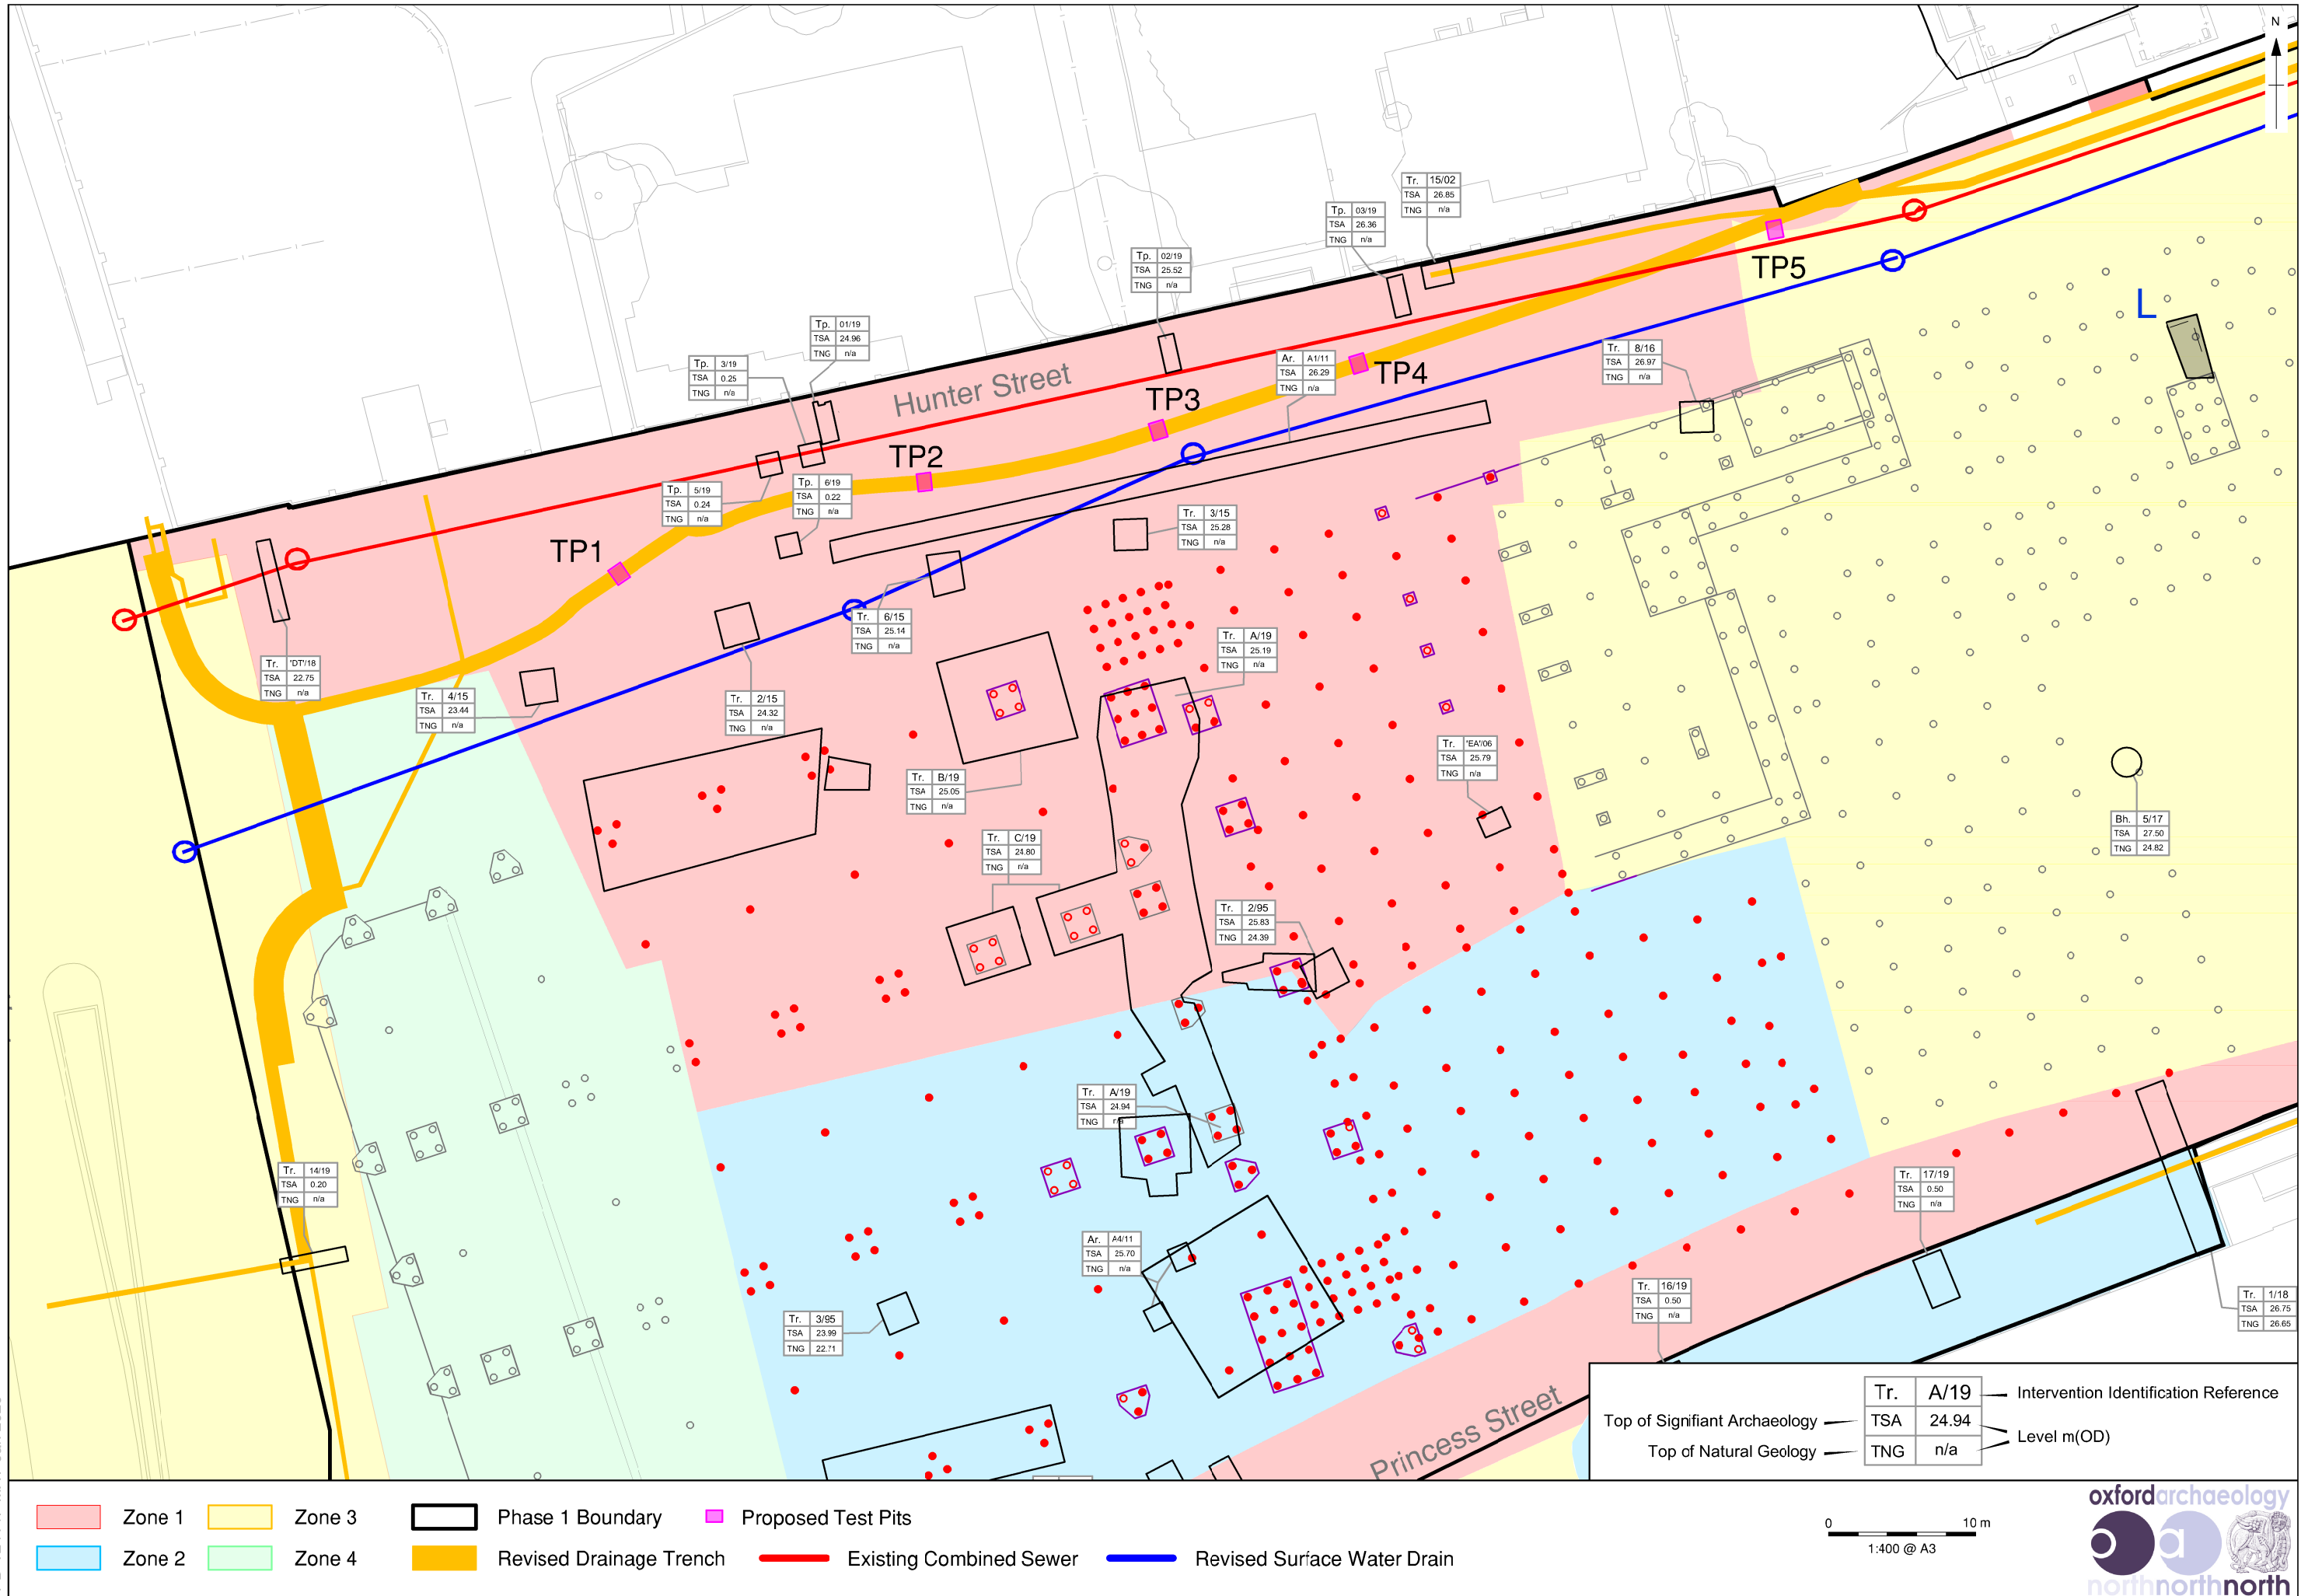 N
Tr. 15/02
TSA 26.85
TNG n/a
Tp. 03/19
TSA 26.36
TNG n/a
Tp. 02/19
TSA 25.52
TNG n/a
TP5
L
Tp. 01/19
TSA 24.96
TNG n/a
Tp. 3/19
TSA 0.25
TNG n/a
Hunter Street
Ar. A1/11
TSA 26.29
TNG n/a
TP4
Tr. 8/16
TSA 26.97
TNG n/a
TP3
TP2
Tp. 5/19
TSA 0.24
TNG n/a
Tp. 6/19
TSA 0.22
TNG n/a
Tr. 3/15
TSA 25.28
TNG n/a
TP1
Tr. 6/15
TSA 25.14
TNG n/a
Tr. A/19
TSA 25.19
TNG n/a
Tr. 'DT'/18
TSA 22.75
TNG n/a
Tr. 4/15
TSA 23.44
TNG n/a
Tr. 2/15
TSA 24.32
TNG n/a
Tr. 'EA'/06
TSA 25.79
TNG n/a
Tr. B/19
TSA 25.05
TNG n/a
Bh. 5/17
TSA 27.50
TNG 24.82
Tr. C/19
TSA 24.80
TNG n/a
Tr. 2/95
TSA 25.83
TNG 24.39
Tr. A/19
TSA 24.94
TNG n/a
Tr. 14/19
TSA 0.20
TNG n/a
Tr. 17/19
TSA 0.50
TNG n/a
Ar. A4/11
TSA 25.70
TNG n/a
Tr. 16/19
TSA 0.50
TNG n/a
Tr. 1/18
TSA 26.75
TNG 26.65
Tr. 3/95
TSA 23.99
TNG 22.71
Princess Street
Tr. A/19 Intervention Identification Reference
Top of Signifiant Archaeology TSA 24.94
Level m(OD)
Top of Natural Geology TNG n/a
Zone 1 Zone 3 Phase 1 Boundary Proposed Test Pits
Zone 2 Zone 4 Revised Drainage Trench Existing Combined Sewer Revised Surface Water Drain
0 10 m
1:400 @ A3
oxfordarchaeology
oa
northnorthnorth